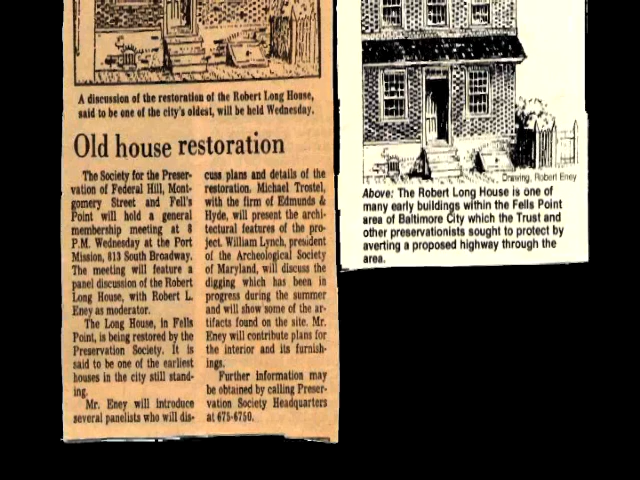 A discussion of the restoration of the Robert Long House,
said to be one of the city's oldest, will be held Wednesday.
Old house restoration
The Society for the Preser-
vation of Federal Hill, Mont-
gomery Street and Fell's
Point will hold a general
membership meeting at 8
P.M. Wednesday at the Port
Mission, 813 South Broadway.
The meeting will feature a
panel discussion of the Robert
Long House, with Robert L.
Eney as moderator.
The Long House, in Fells
Point, is being restored by the
Preservation Society. It is
said to be one of the earliest
houses in the city still stand-
ing.
Mr. Eney will introduce
several panelists who will dis-
cuss plans and details of the
restoration. Michael Trostel,
with the firm of Edmunds &
Hyde, will present the archi-
tectural features of the pro-
ject. William Lynch, president
of the Archeological Society
of Maryland, will discuss the
digging which has been in
progress during the summer
and will show some of the ar-
tifacts found on the site. Mr.
Eney will contribute plans for
the interior and its furnish-
ings.
Further information may
be obtained by calling Preser-
vation Society Headquarters
at 675-6750.
Drawing, Robert Eney
Above: The Robert Long House is one of
many early buildings within the Fells Point
area of Baltimore City which the Trust and
other preservationists sought to protect by
averting a proposed highway through the
area.